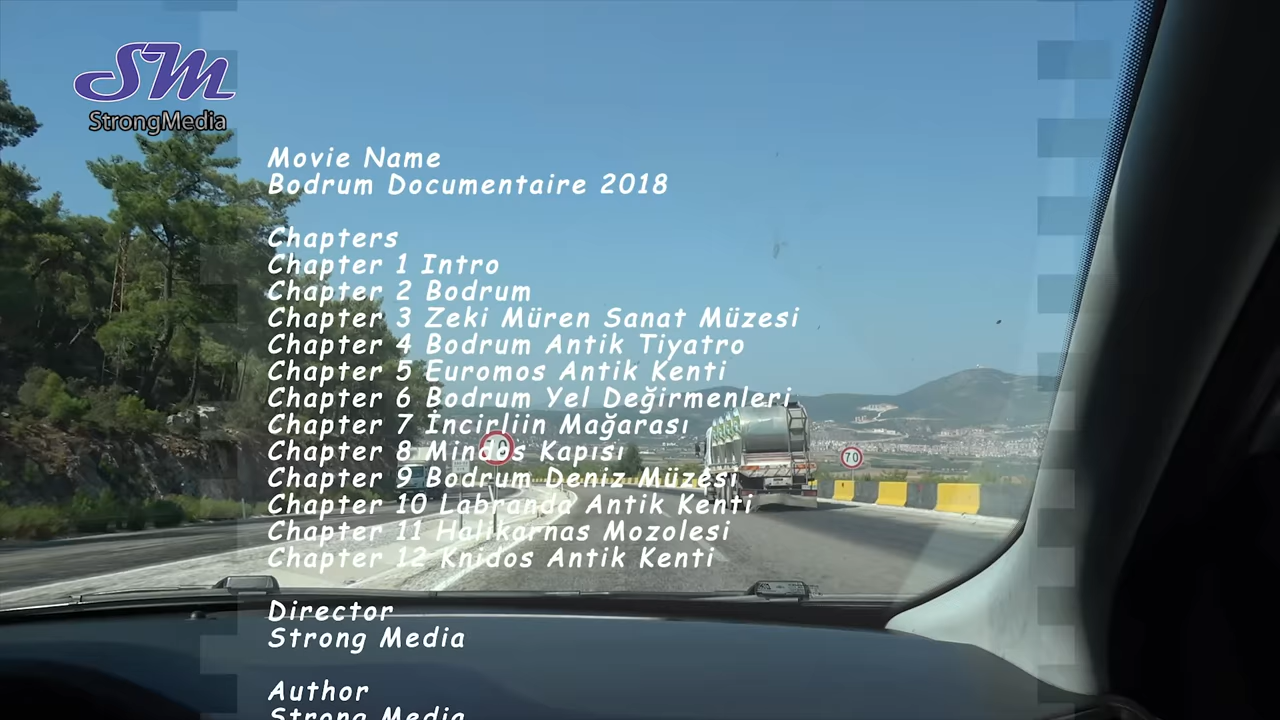 SM
StrongMedia
Movie Name
Bodrum Documentaire 2018
Chapters
Chapter 1 Intro
Chapter 2 Bodrum
Chapter 3 Zeki Müren Sanat Müzesi
Chapter 4 Bodrum Antik Tiyatro
Chapter 5 Euromos Antik Kenti
Chapter 6 Bodrum Yel Değirmenleri
Chapter 7 İncirliin Mağarası
Chapter 8 Mindos Kapısı
Chapter 9 Bodrum Deniz Müzesi
Chapter 10 Labranda Antik Kenti
Chapter 11 Halikarnas Mozolesi
Chapter 12 Knidos Antik Kenti
70
Director
Strong Media
Author
Strong Media